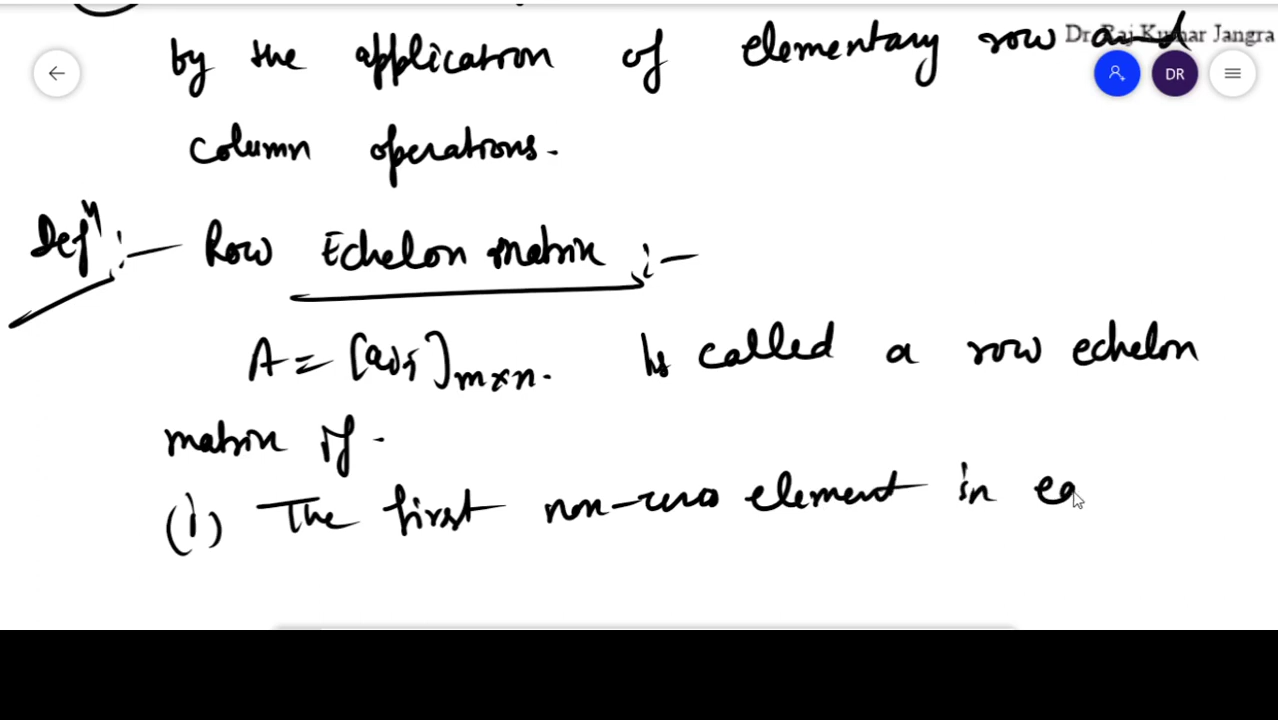 Dr. Raj Kumar Jangra
by the application of elementary row and
DR
column operations.
Defn :- Row Echelon matrix :-
A = [aij]m×n. is called a row echelon
matrix if -
(i) The first non-zero element in ea